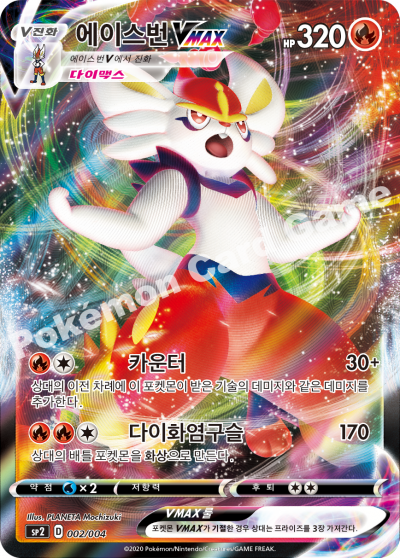 V진화
에이스번 VMAX
HP 320
에이스번V에서 진화
다이맥스
Pokémon Card Game
카운터 30+
상대의 이전 차례에 이 포켓몬이 받은 기술의 데미지와 같은 데미지를
추가한다.
다이화염구슬 170
상대의 배틀 포켓몬을 화상으로 만든다.
약점 ×2 저항력 후퇴
Illus. PLANETA Mochizuki
VMAX 룰
sP2 D 002/004
포켓몬 VMAX가 기절한 경우 상대는 프라이즈를 3장 가져간다.
©2020 Pokémon/Nintendo/Creatures/GAME FREAK.